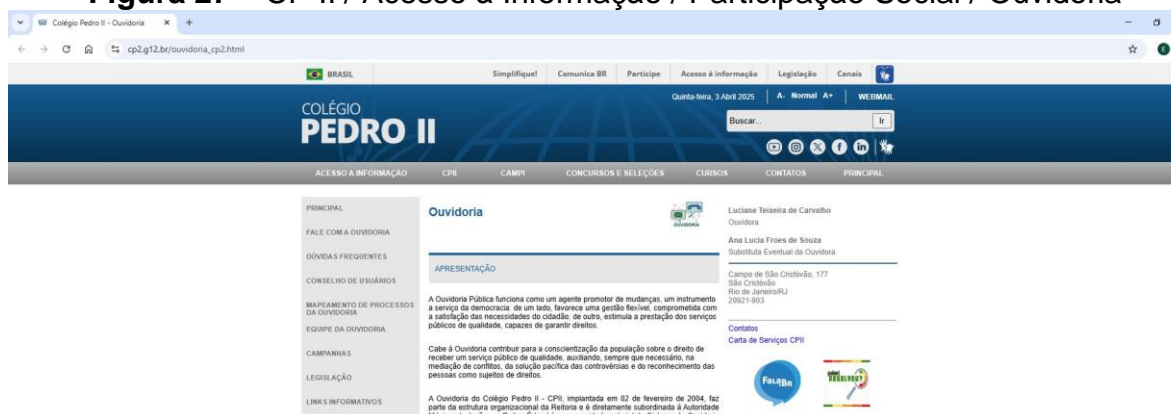 CPII / Acesso à Informação / Participação Social / Ouvidoria
Colégio Pedro II - Ouvidoria
cp2.g12.br/ouvidoria_cp2.html
BRASIL Simplifique! Comunica BR Participe Acesso à informação Legislação Canais
Quinta-feira, 3 Abril 2025 A- Normal A+ WEBMAIL
COLÉGIO
PEDRO II
Buscar... Ir
ACESSO A INFORMAÇÃO CPII CAMPI CONCURSOS E SELEÇÕES CURSOS CONTATOS PRINCIPAL
PRINCIPAL
FALE COM A OUVIDORIA
DÚVIDAS FREQUENTES
CONSELHO DE USUÁRIOS
MAPEAMENTO DE PROCESSOS
DA OUVIDORIA
EQUIPE DA OUVIDORIA
CAMPANHAS
LEGISLAÇÃO
LINKS INFORMATIVOS
Ouvidoria
OUVIDORIA
APRESENTAÇÃO
A Ouvidoria Pública funciona como um agente promotor de mudanças, um instrumento
a serviço da democracia: de um lado, favorece uma gestão flexível, comprometida com
a satisfação das necessidades do cidadão; de outro, estimula a prestação dos serviços
públicos de qualidade, capazes de garantir direitos.
Cabe à Ouvidoria contribuir para a conscientização da população sobre o direito de
receber um serviço público de qualidade, auxiliando, sempre que necessário, na
mediação de conflitos, da solução pacífica das controvérsias e do reconhecimento das
pessoas como sujeitos de direitos.
A Ouvidoria do Colégio Pedro II - CPII, implantada em 02 de fevereiro de 2004, faz
parte da estrutura organizacional da Reitoria e é diretamente subordinada à Autoridade
Luciane Teixeira de Carvalho
Ouvidora
Ana Lucia Froes de Souza
Substituta Eventual da Ouvidora
Campo de São Cristóvão, 177
São Cristóvão
Rio de Janeiro/RJ
20921-903
Contatos
Carta de Serviços CPII
FALABR
RESOLVEU?